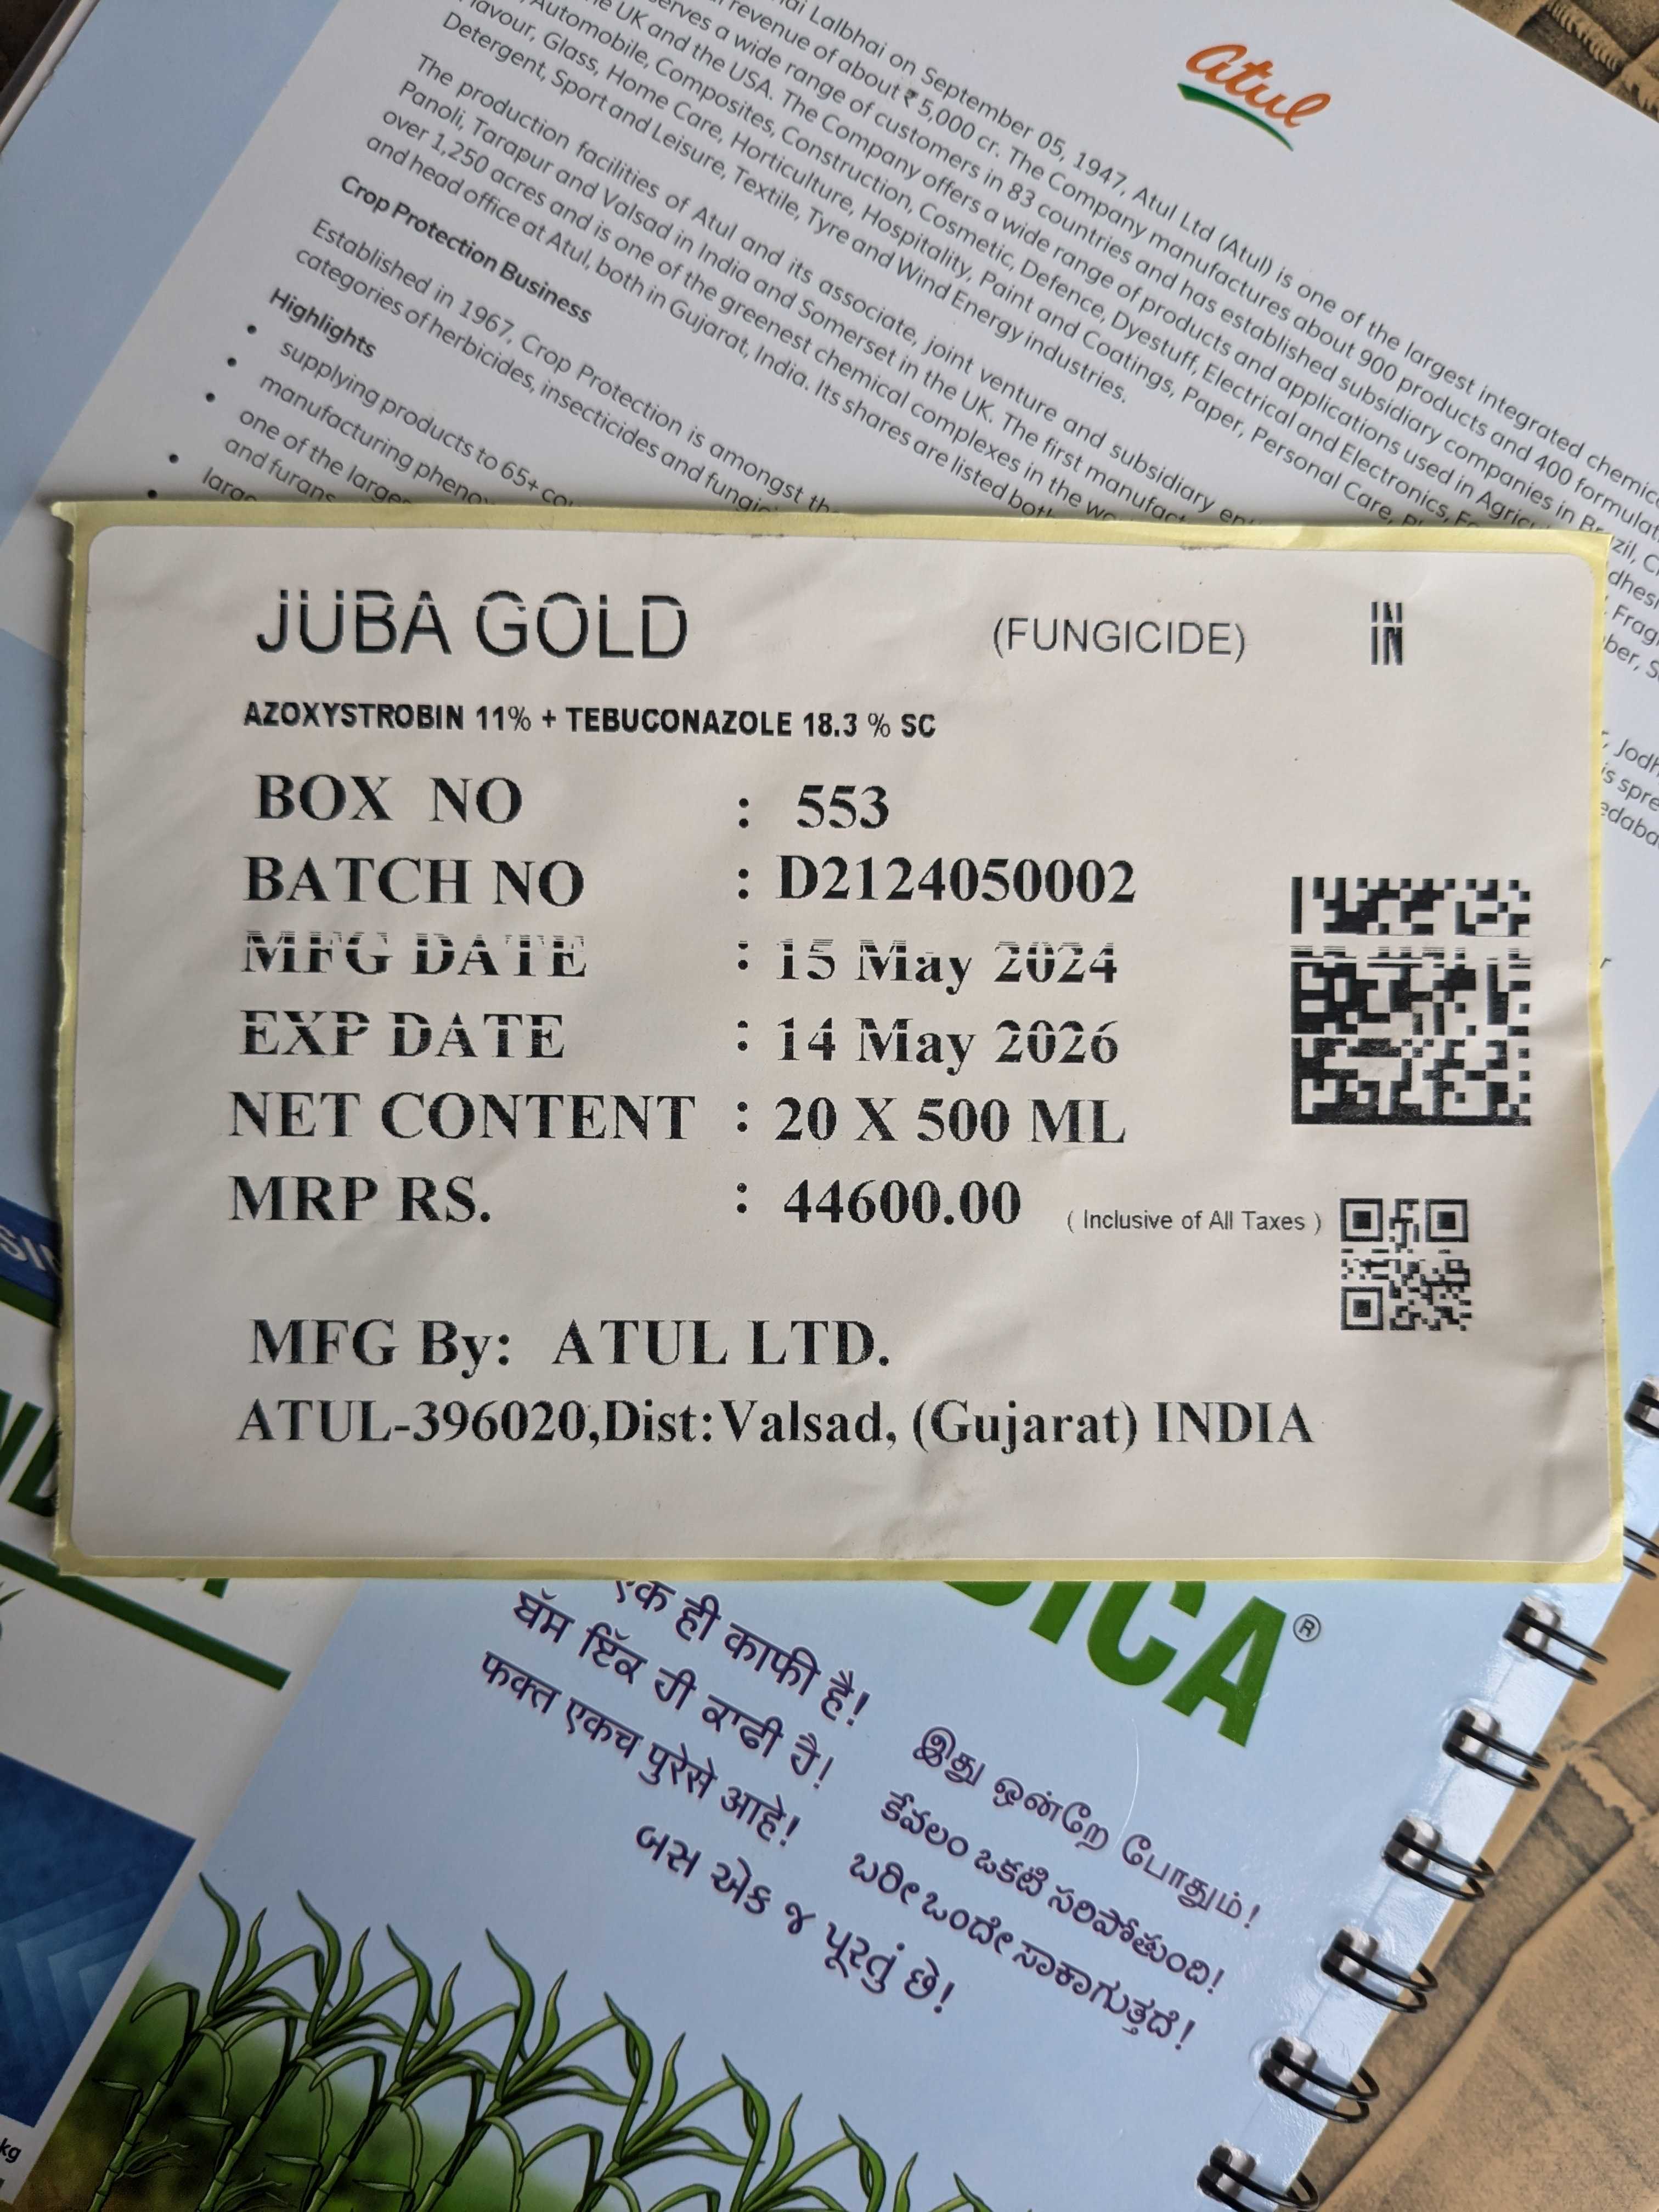 atul
Lalbhai on September 05, 1947, Atul Ltd (Atul) is one of the largest integrated
revenue of about ₹ 5,000 cr. The Company manufactures about 900 products and 400
serves a wide range of customers in 83 countries and has established subsidiary companies in
UK and the USA. The Company offers a wide range of products and applications used in
Automobile, Composites, Construction, Cosmetic, Defence, Dyestuff, Electrical and Electronics,
Glass, Home Care, Horticulture, Hospitality, Paint and Coatings, Paper, Personal Care,
Detergent, Sport and Leisure, Textile, Tyre and Wind Energy industries.
The production facilities of Atul and its associate, joint venture and subsidiary
Panoli, Tarapur and Valsad in India and Somerset in the UK. The first
over 1,250 acres and is one of the greenest chemical complexes in the
and head office at Atul, both in Gujarat, India. Its shares are listed
Crop Protection Business
Established in 1967, Crop Protection is amongst
categories of herbicides, insecticides and
Highlights
• supplying products to 65+
• manufacturing
• one of the
and furans
JUBA GOLD (FUNGICIDE) IN
AZOXYSTROBIN 11% + TEBUCONAZOLE 18.3 % SC
BOX NO : 553
BATCH NO : D2124050002
MFG DATE : 15 May 2024
EXP DATE : 14 May 2026
NET CONTENT : 20 X 500 ML
MRP RS. : 44600.00 ( Inclusive of All Taxes )
MFG By: ATUL LTD.
ATUL-396020,Dist:Valsad, (Gujarat) INDIA
एक ही काफी है!
ਬੱਸ ਇੱਕ ਹੀ ਕਾਫੀ ਹੈ!
फक्त एकच पुरेसे आहे!
બસ એક જ પૂરતું છે!
இது ஒன்றே போதும்!
కేవలం ఒకటి సరిపోతుంది!
ಬರೀ ಒಂದೇ ಸಾಕಾಗುತ್ತದೆ!
kg